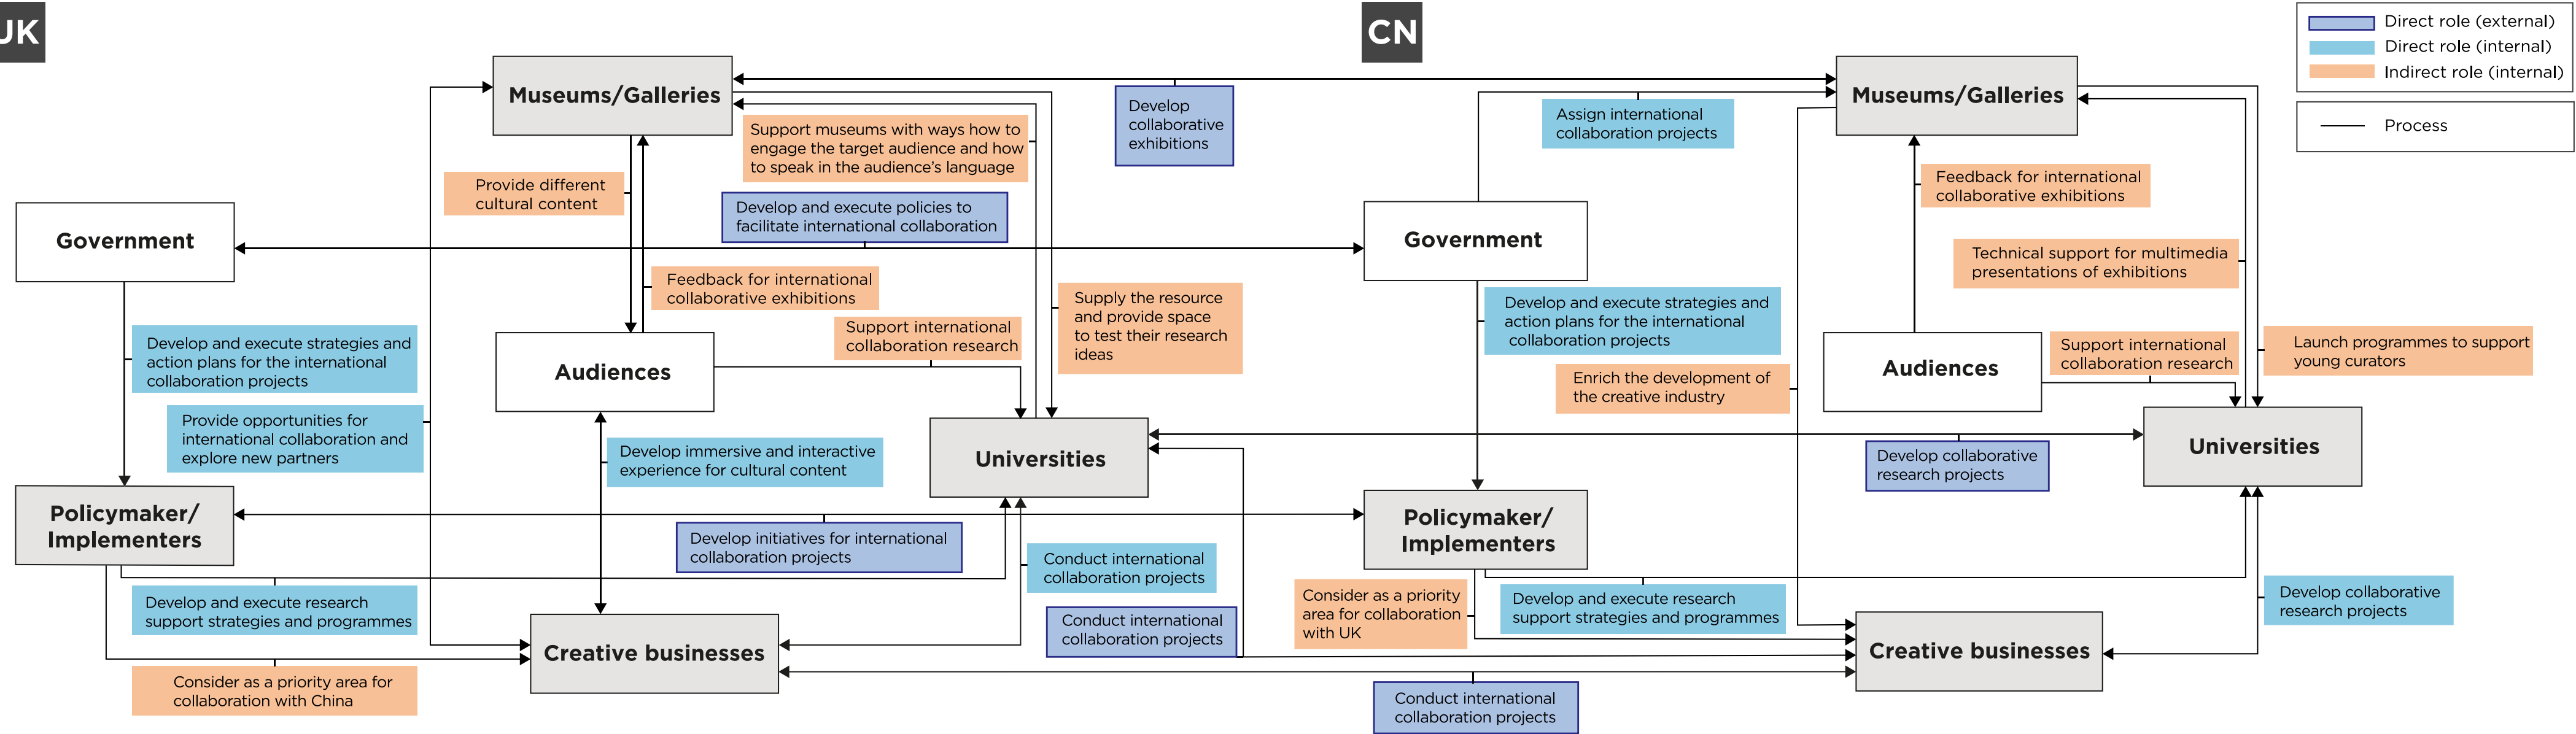 UK
CN
Direct role (external)
Direct role (internal)
Indirect role (internal)
Process
Museums/Galleries
Develop
collaborative
exhibitions
Assign international
collaboration projects
Museums/Galleries
Support museums with ways how to
engage the target audience and how
to speak in the audience’s language
Provide different
cultural content
Feedback for international
collaborative exhibitions
Develop and execute policies to
facilitate international collaboration
Government
Government
Technical support for multimedia
presentations of exhibitions
Feedback for international
collaborative exhibitions
Supply the resource
and provide space
to test their research
ideas
Develop and execute strategies and
action plans for the international
collaboration projects
Support international
collaboration research
Develop and execute strategies and
action plans for the international
collaboration projects
Audiences
Audiences
Support international
collaboration research
Launch programmes to support
young curators
Enrich the development of
the creative industry
Provide opportunities for
international collaboration and
explore new partners
Develop immersive and interactive
experience for cultural content
Universities
Universities
Develop collaborative
research projects
Policymaker/
Implementers
Develop initiatives for international
collaboration projects
Policymaker/
Implementers
Conduct international
collaboration projects
Develop and execute research
support strategies and programmes
Conduct international
collaboration projects
Consider as a priority
area for collaboration
with UK
Develop and execute research
support strategies and programmes
Develop collaborative
research projects
Creative businesses
Creative businesses
Consider as a priority area for
collaboration with China
Conduct international
collaboration projects